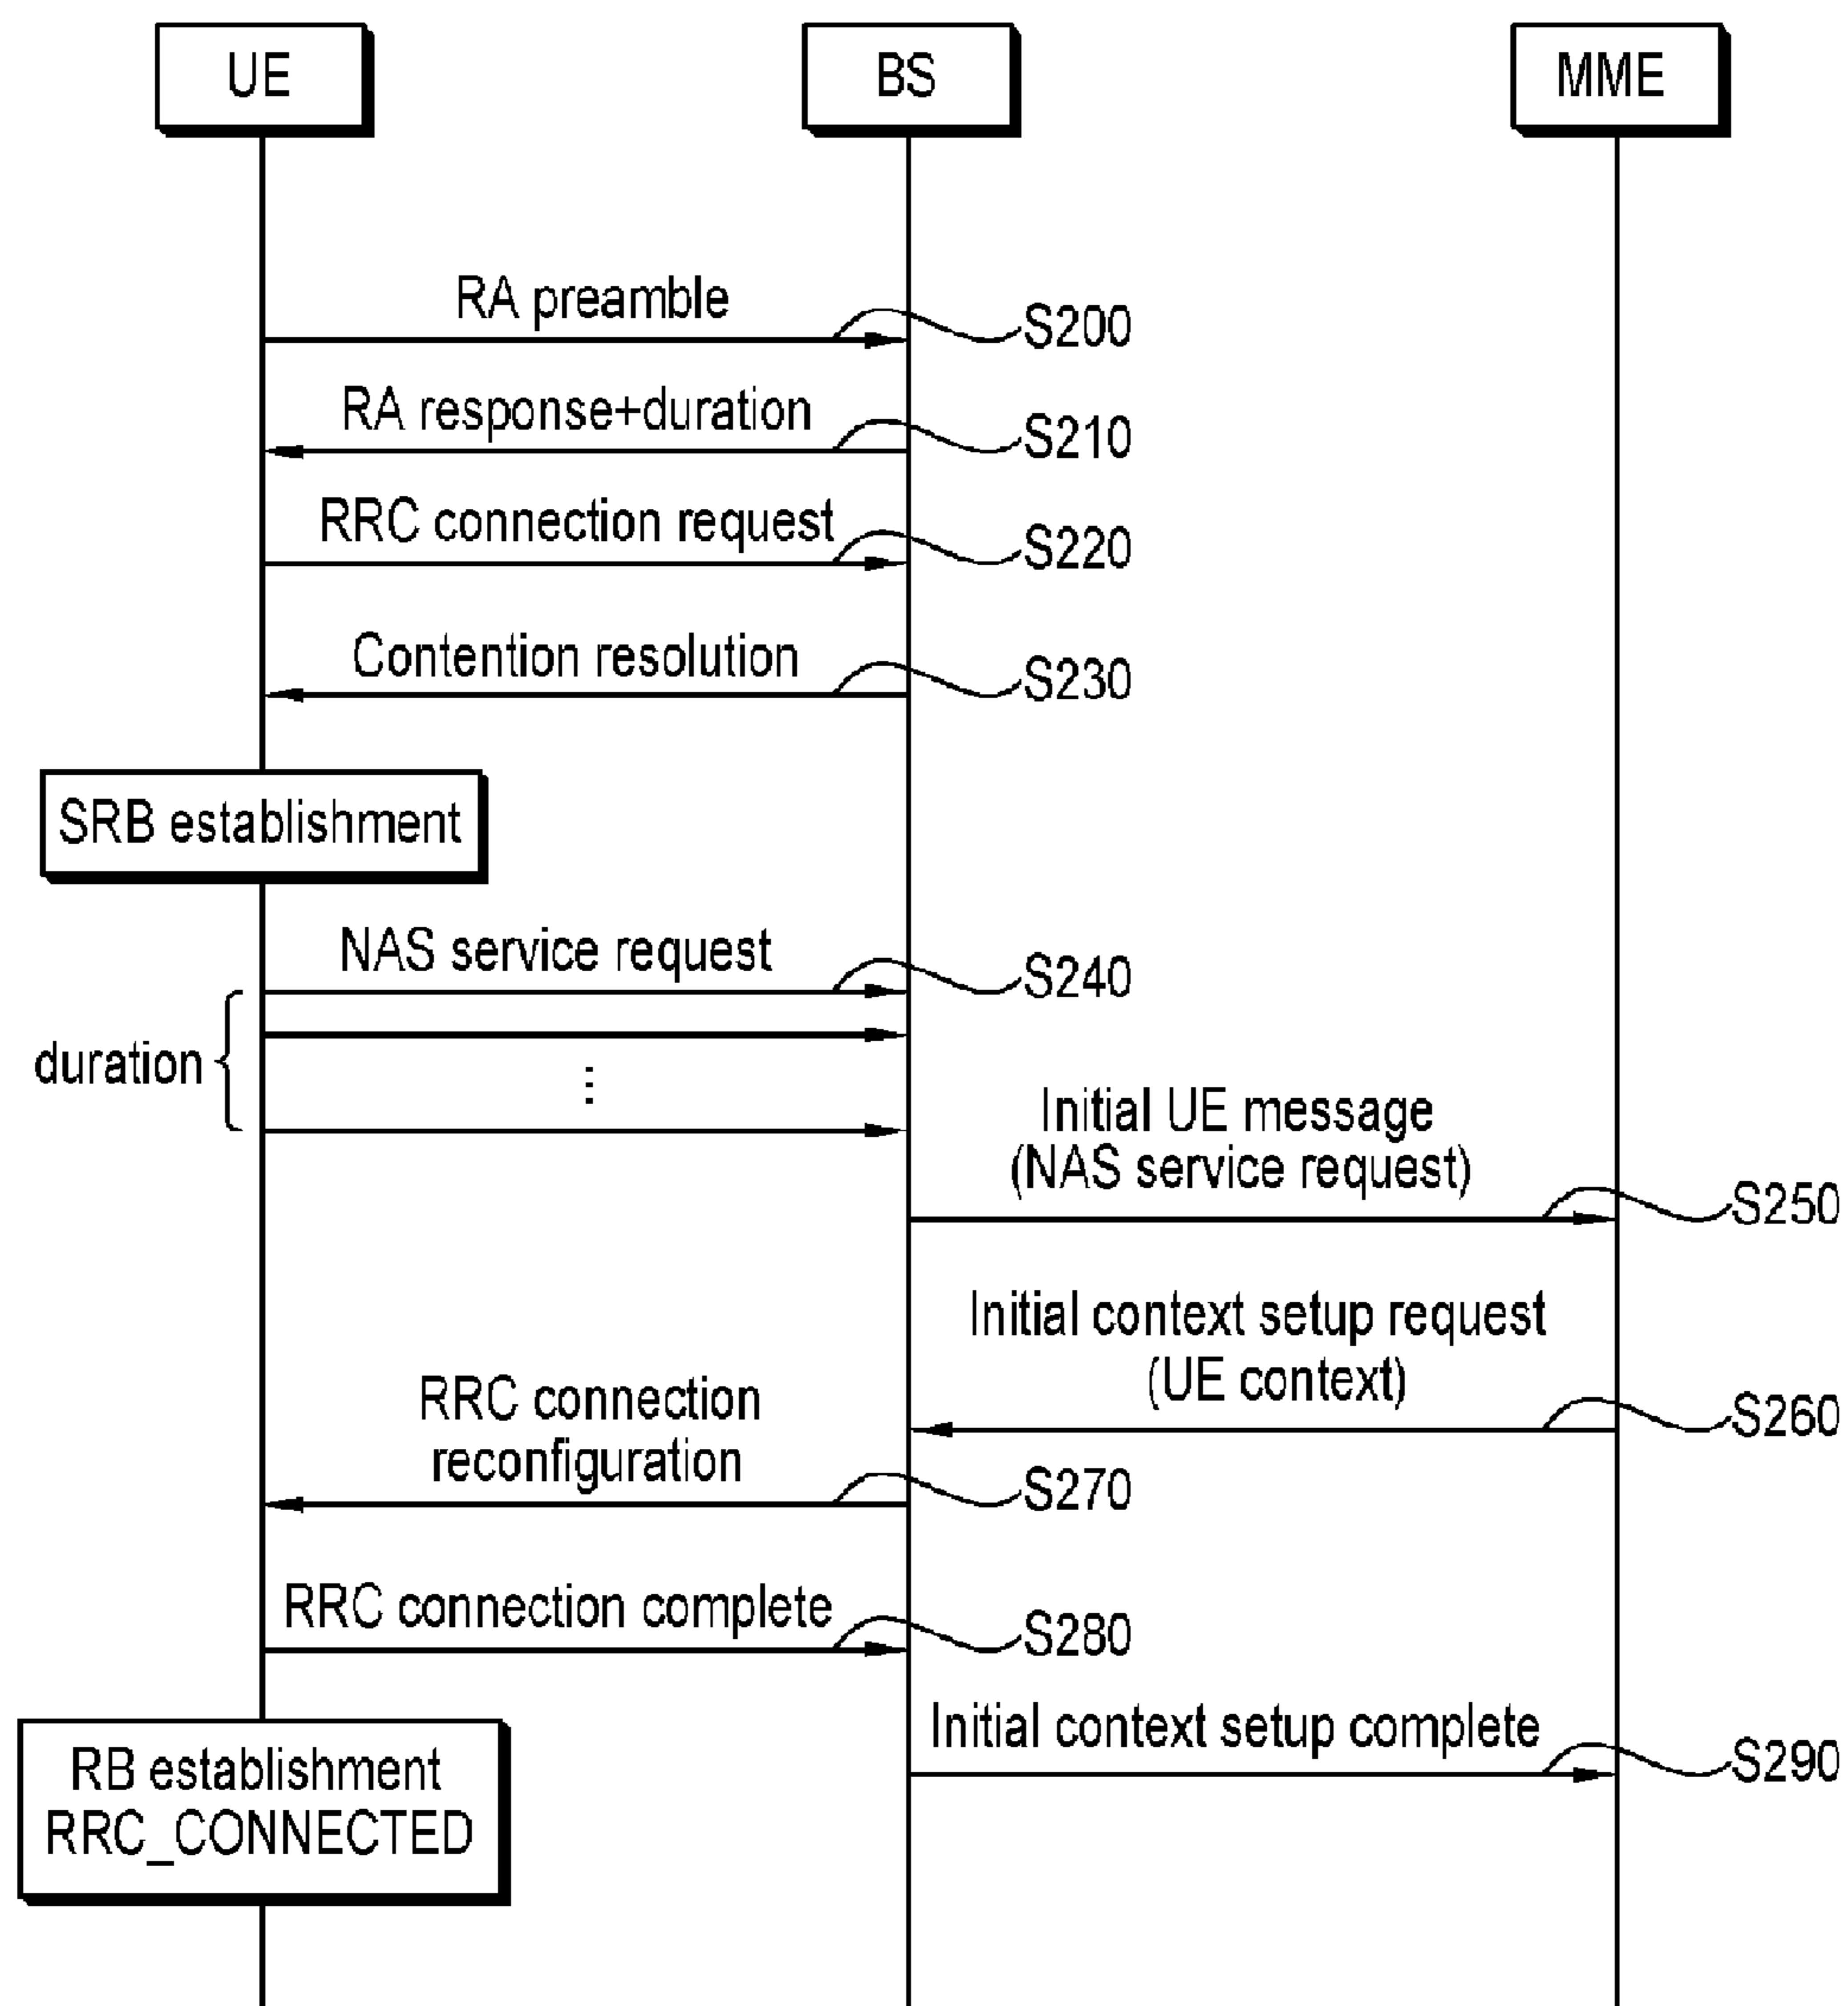 UE
BS
MME
RA preamble
S200
RA response+duration
S210
RRC connection request
S220
Contention resolution
S230
SRB establishment
NAS service request
S240
duration
Initial UE message
(NAS service request)
S250
Initial context setup request
(UE context)
S260
RRC connection
reconfiguration
S270
RRC connection complete
S280
Initial context setup complete
S290
RB establishment
RRC_CONNECTED